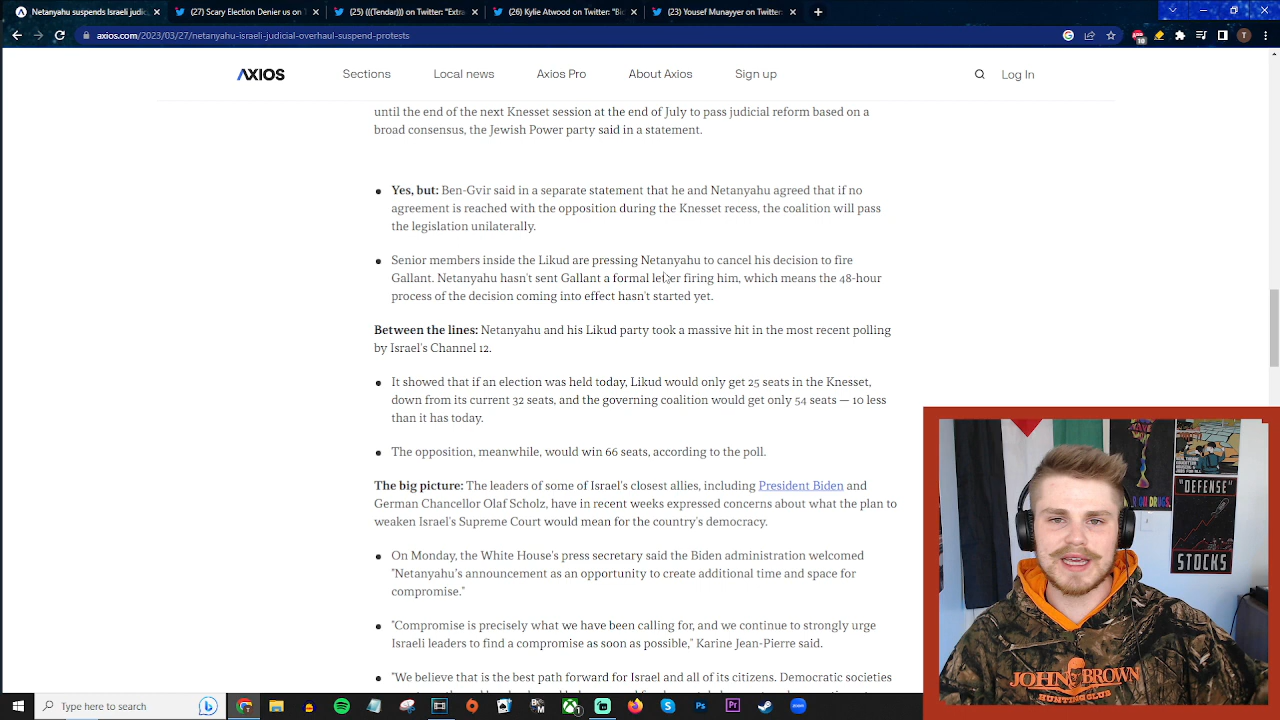 Netanyahu suspends Israeli judic
(27) Scary Election Denier us on T
(25) (((Tendar))) on Twitter: "Extra
(26) Kylie Atwood on Twitter: "Bi
(23) Yousef Munayyer on Twitter:
axios.com/2023/03/27/netanyahu-israeli-judicial-overhaul-suspend-protests
10
T
AXIOS
Sections
Local news
Axios Pro
About Axios
Sign up
Log In
until the end of the next Knesset session at the end of July to pass judicial reform based on a
broad consensus, the Jewish Power party said in a statement.
Yes, but: Ben-Gvir said in a separate statement that he and Netanyahu agreed that if no
agreement is reached with the opposition during the Knesset recess, the coalition will pass
the legislation unilaterally.
Senior members inside the Likud are pressing Netanyahu to cancel his decision to fire
Gallant. Netanyahu hasn't sent Gallant a formal letter firing him, which means the 48-hour
process of the decision coming into effect hasn't started yet.
Between the lines: Netanyahu and his Likud party took a massive hit in the most recent polling
by Israel's Channel 12.
It showed that if an election was held today, Likud would only get 25 seats in the Knesset,
down from its current 32 seats, and the governing coalition would get only 54 seats — 10 less
than it has today.
The opposition, meanwhile, would win 66 seats, according to the poll.
The big picture: The leaders of some of Israel's closest allies, including President Biden and
German Chancellor Olaf Scholz, have in recent weeks expressed concerns about what the plan to
weaken Israel's Supreme Court would mean for the country's democracy.
On Monday, the White House's press secretary said the Biden administration welcomed
"Netanyahu's announcement as an opportunity to create additional time and space for
compromise."
"Compromise is precisely what we have been calling for, and we continue to strongly urge
Israeli leaders to find a compromise as soon as possible," Karine Jean-Pierre said.
"We believe that is the best path forward for Israel and all of its citizens. Democratic societies
"DEFENSE"
STOCKS
R ON DRUGS.
JOHN BROWN
HUNTING CLUB
Type here to search
Ps
Pr
zoom